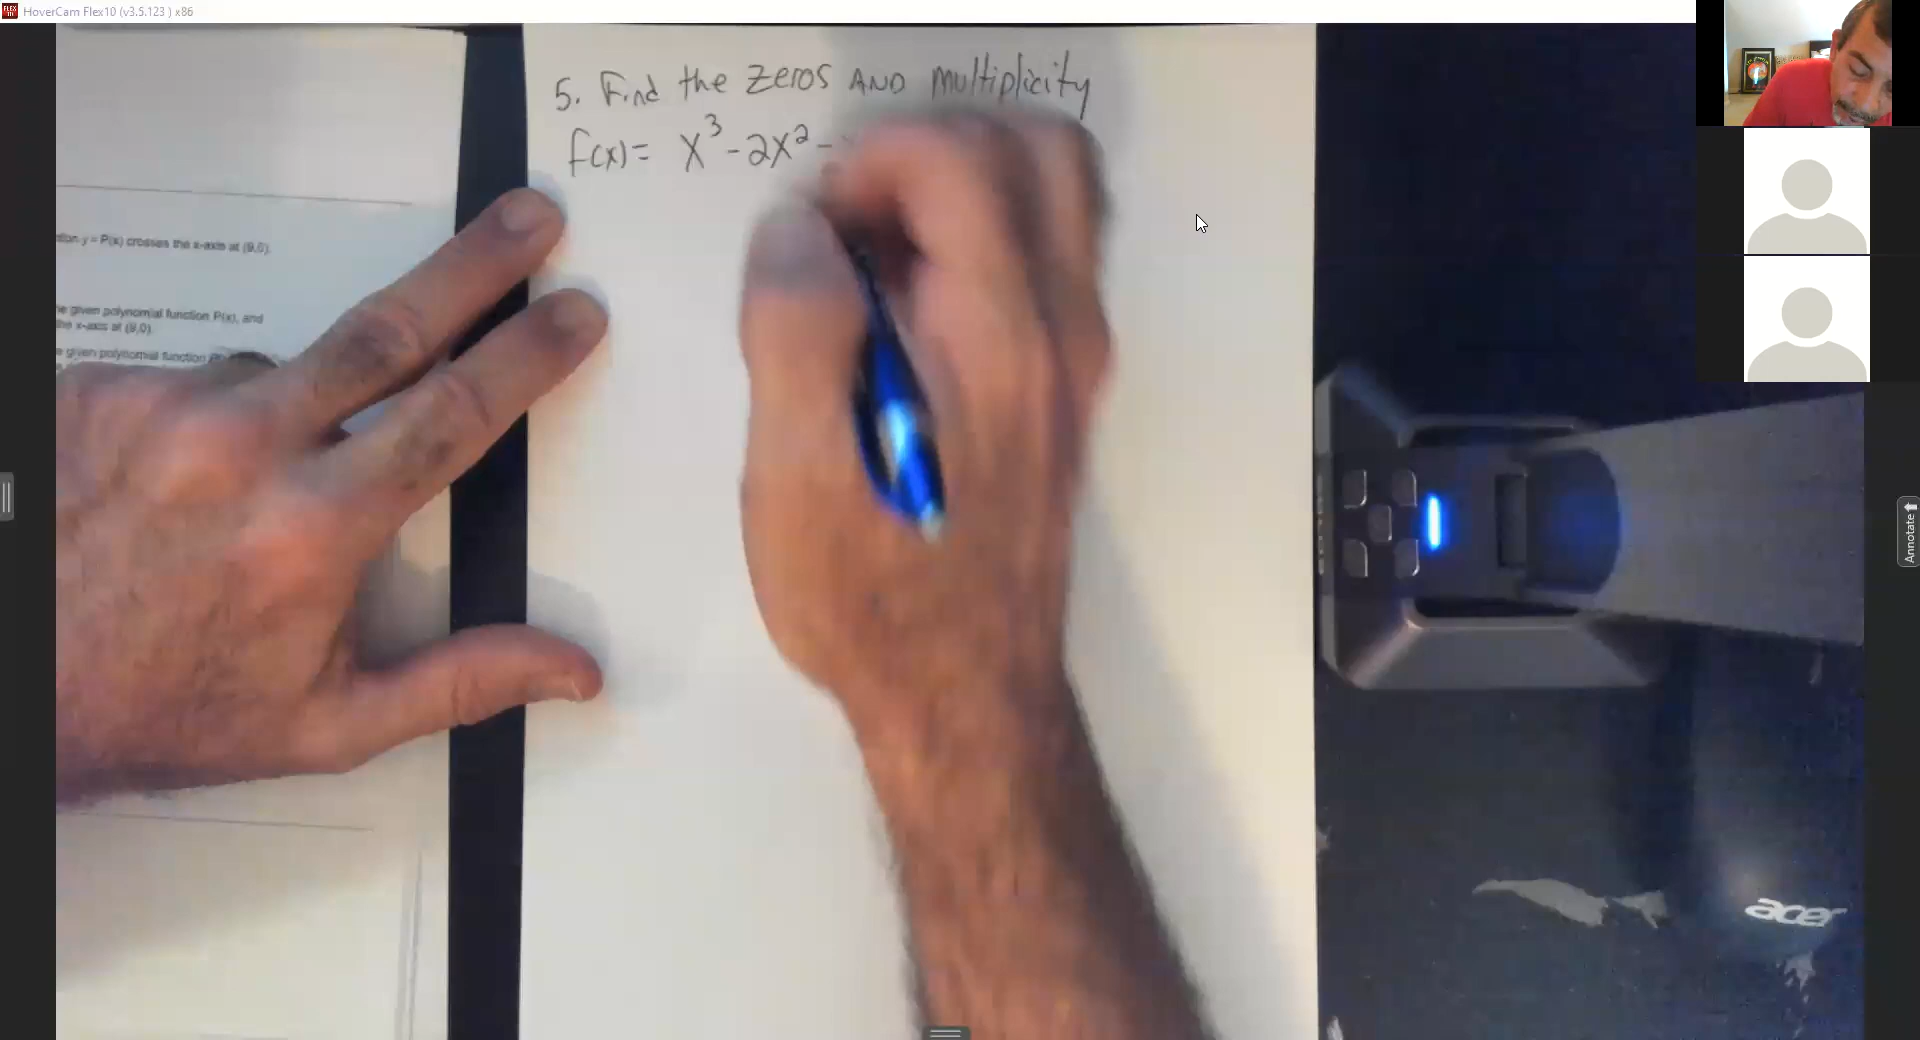 HoverCam Flex10 (v3.5.123 ) x86
5. Find the zeros AND multiplicity
f(x)= x³-2x²-
y = P(x) crosses the x-axis at (9,0).
given polynomial function P(x), and
the x-axis at (9,0).
given polynomial function
Annotate
acer